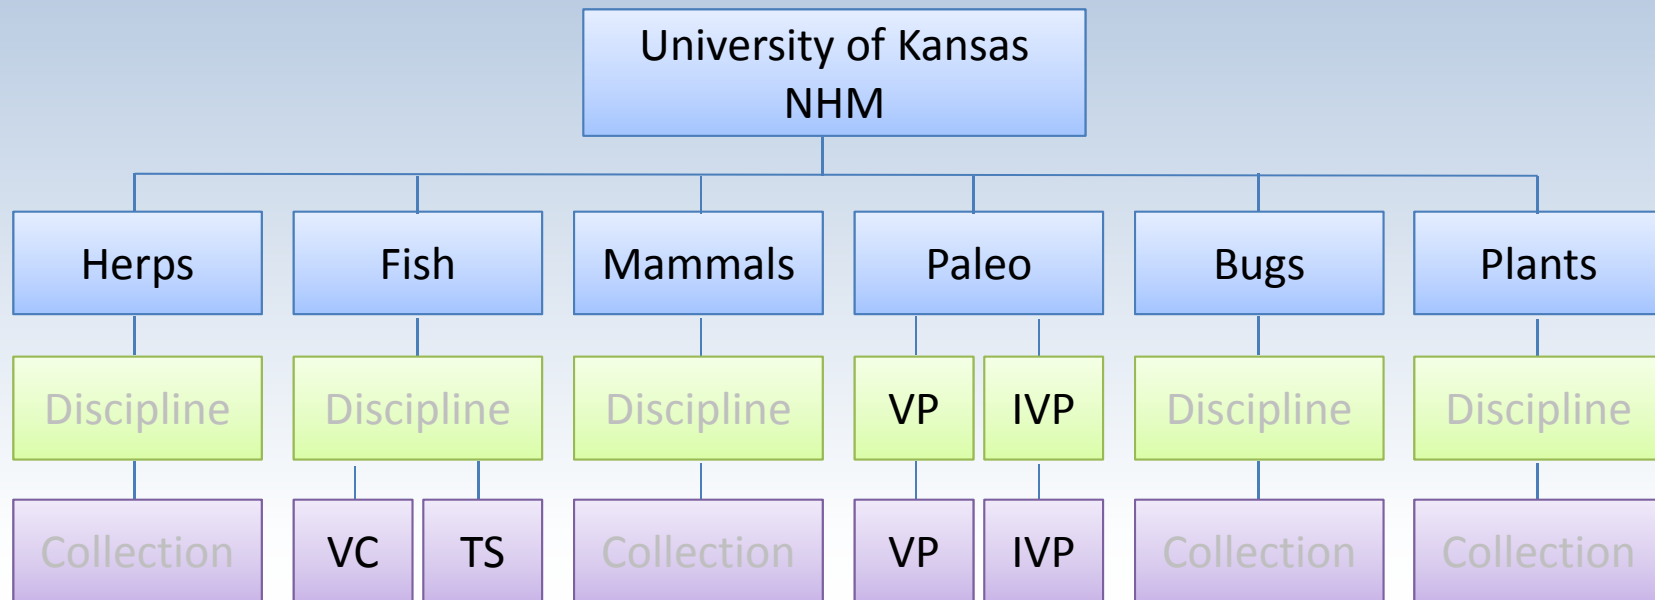 University of Kansas
NHM
Herps
Fish
Mammals
Paleo
Bugs
Plants
Discipline
Discipline
Discipline
VP
IVP
Discipline
Discipline
Collection
VC
TS
Collection
VP
IVP
Collection
Collection